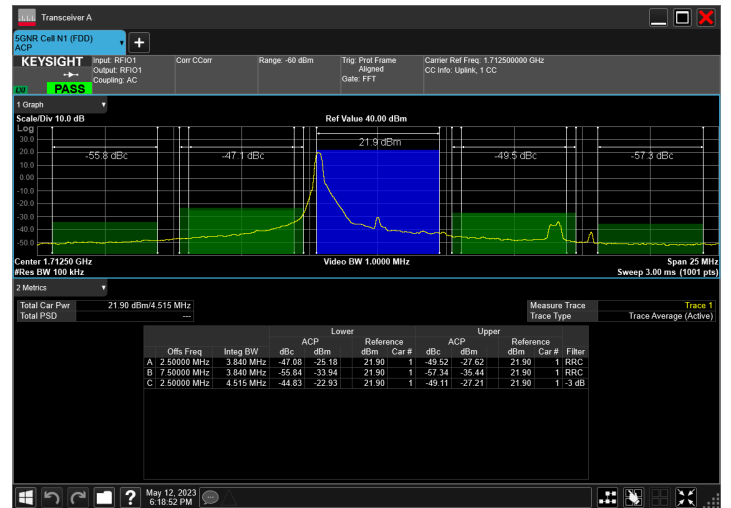 Transceiver A
5GNR Cell N1 (FDD)
ACP
KEYSIGHT
LXI
PASS
Input: RFIO1
Output: RFIO1
Coupling: AC
Corr CCorr
Range: -60 dBm
Trig: Prot Frame
Aligned
Gate: FFT
Carrier Ref Freq: 1.712500000 GHz
CC Info: Uplink, 1 CC
1 Graph
Scale/Div 10.0 dB
Ref Value 40.00 dBm
Log
30.0
20.0
10.0
0.00
-10.0
-20.0
-30.0
-40.0
-50.0
-55.8 dBc
-47.1 dBc
21.9 dBm
-49.5 dBc
-57.3 dBc
Center 1.71250 GHz
Video BW 1.0000 MHz
Span 25 MHz
#Res BW 100 kHz
Sweep 3.00 ms (1001 pts)
2 Metrics
Total Car Pwr 21.90 dBm/4.515 MHz
Total PSD ---
Measure Trace Trace 1
Trace Type Trace Average (Active)
Lower Upper
ACP Reference ACP Reference
Offs Freq Integ BW dBc dBm dBm Car # dBc dBm dBm Car # Filter
A 2.50000 MHz 3.840 MHz -47.08 -25.18 21.90 1 -49.52 -27.62 21.90 1 RRC
B 7.50000 MHz 3.840 MHz -55.84 -33.94 21.90 1 -57.34 -35.44 21.90 1 RRC
C 2.50000 MHz 4.515 MHz -44.83 -22.93 21.90 1 -49.11 -27.21 21.90 1 -3 dB
?
May 12, 2023
6:18:52 PM